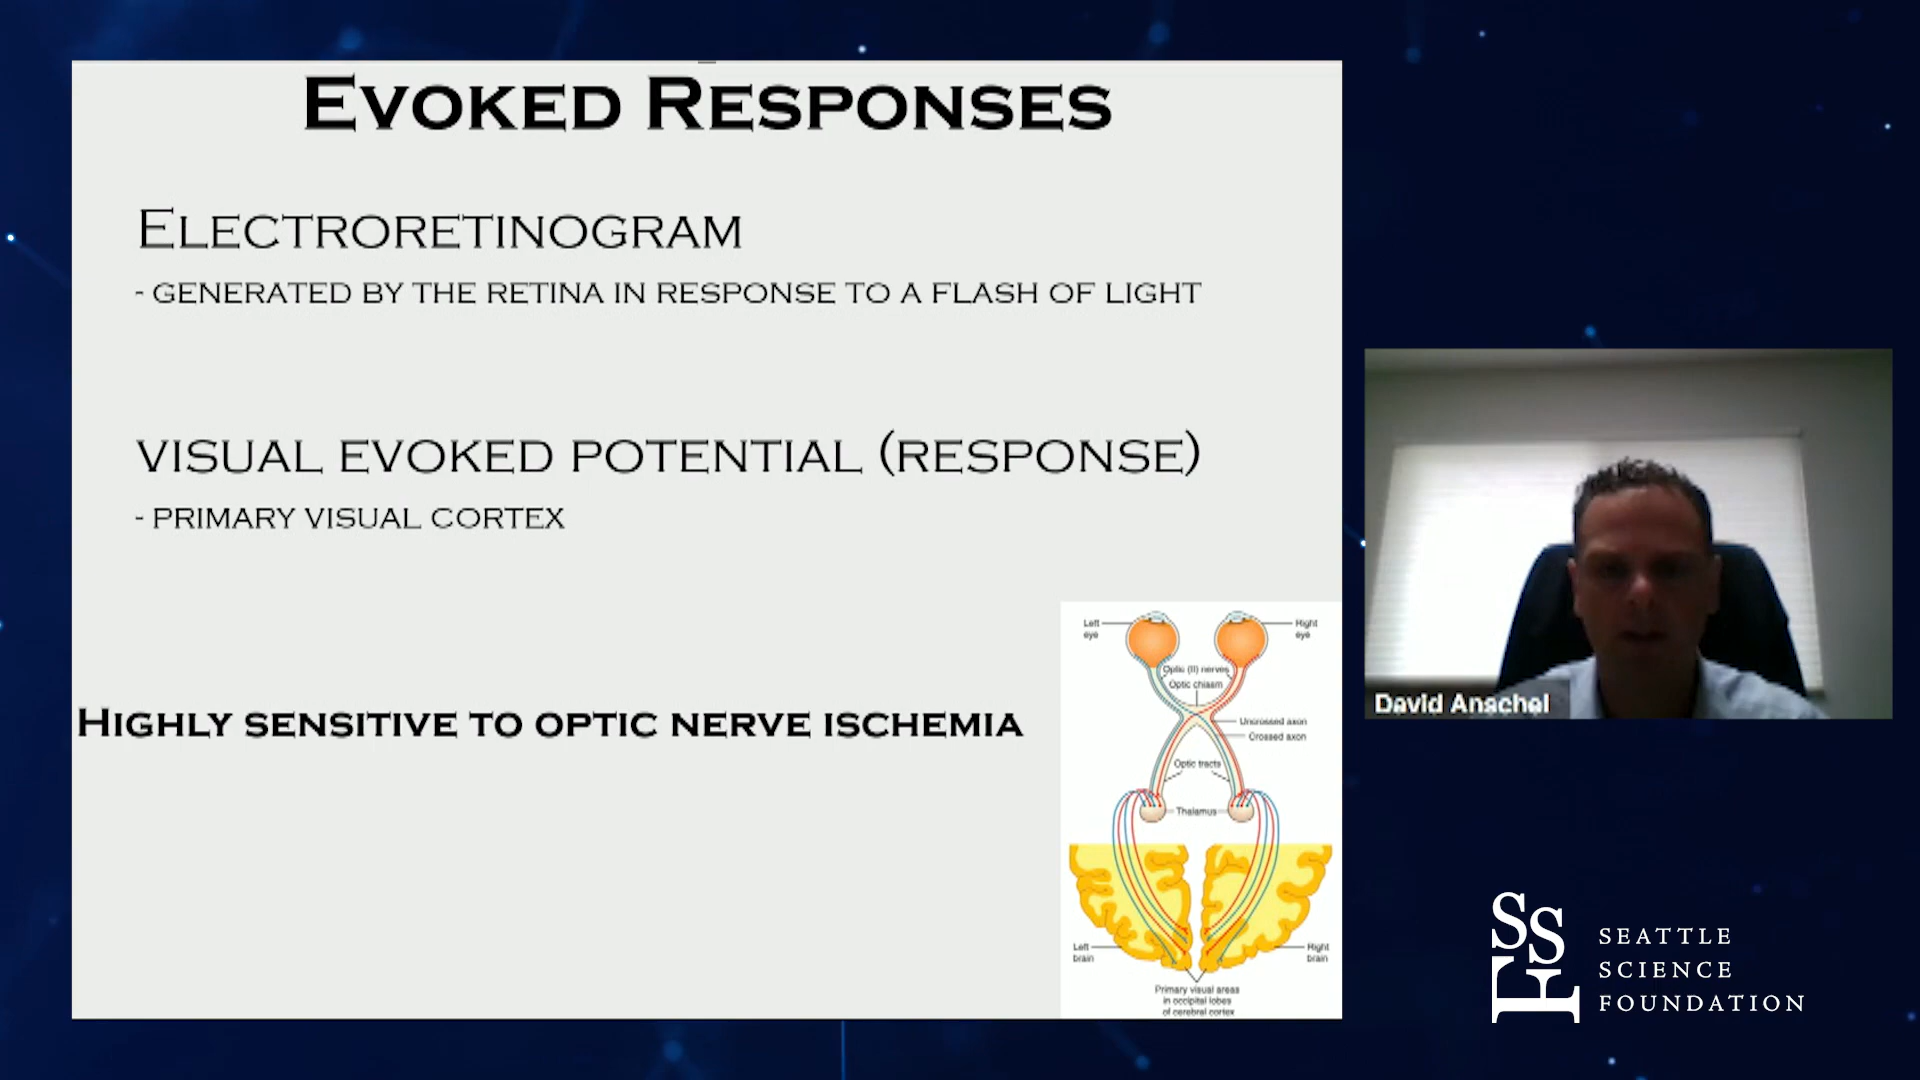 EVOKED RESPONSES
ELECTRORETINOGRAM
- GENERATED BY THE RETINA IN RESPONSE TO A FLASH OF LIGHT
VISUAL EVOKED POTENTIAL (RESPONSE)
- PRIMARY VISUAL CORTEX
HIGHLY SENSITIVE TO OPTIC NERVE ISCHEMIA
Left
eye
Right
eye
Optic (II) nerves
Optic chiasm
Uncrossed axon
Crossed axon
Optic tracts
Thalamus
Left
brain
Right
brain
Primary visual areas
in occipital lobes
of cerebral cortex
David Anschel
SSF
SEATTLE
SCIENCE
FOUNDATION